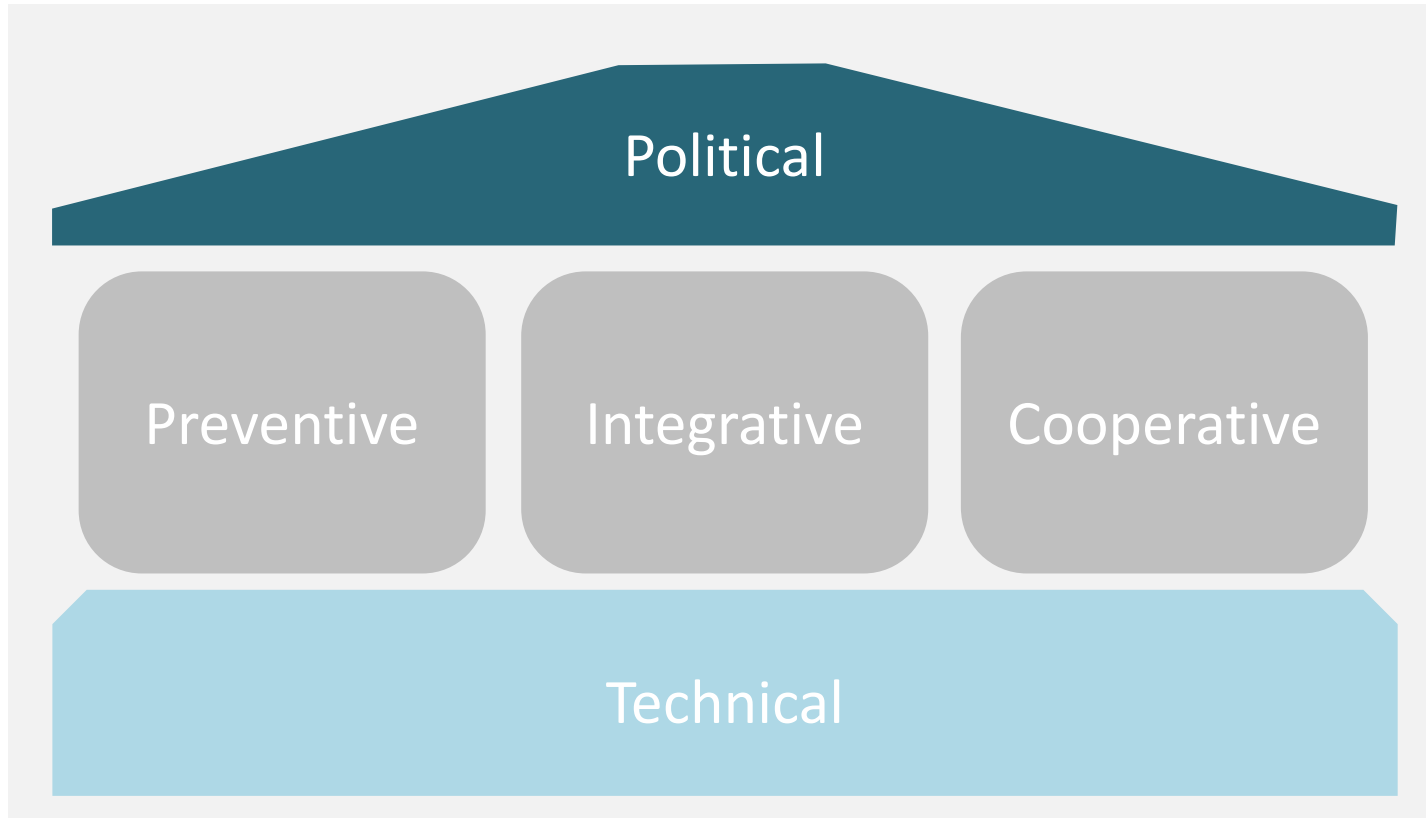 Political
Preventive
Integrative
Cooperative
Technical